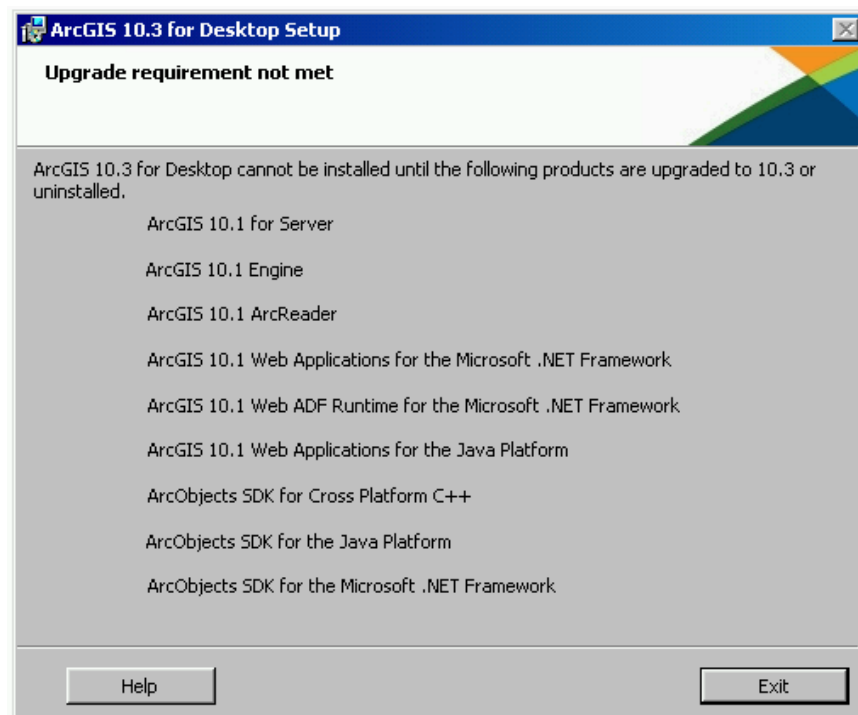 ArcGIS 10.3 for Desktop Setup
Upgrade requirement not met
ArcGIS 10.3 for Desktop cannot be installed until the following products are upgraded to 10.3 or
uninstalled.
ArcGIS 10.1 for Server
ArcGIS 10.1 Engine
ArcGIS 10.1 ArcReader
ArcGIS 10.1 Web Applications for the Microsoft .NET Framework
ArcGIS 10.1 Web ADF Runtime for the Microsoft .NET Framework
ArcGIS 10.1 Web Applications for the Java Platform
ArcObjects SDK for Cross Platform C++
ArcObjects SDK for the Java Platform
ArcObjects SDK for the Microsoft .NET Framework
Help
Exit